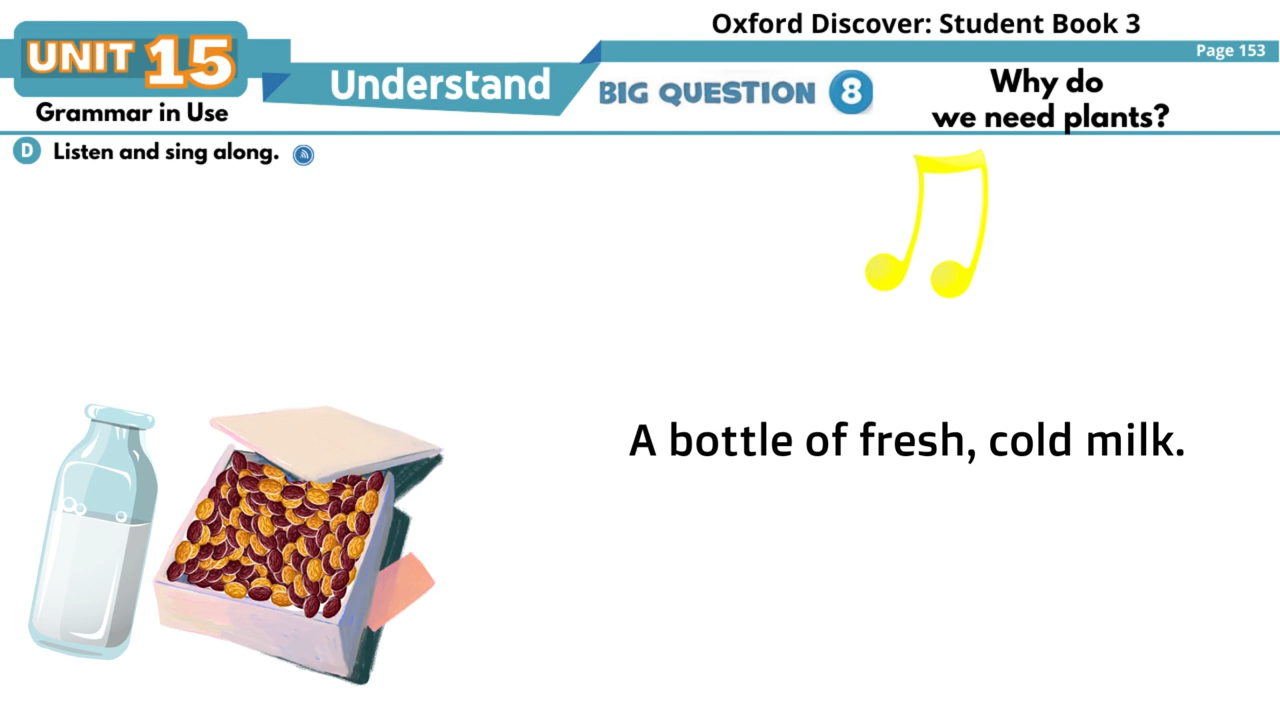 Oxford Discover: Student Book 3
Page 153
UNIT 15
Grammar in Use
Understand
BIG QUESTION 8
Why do
we need plants?
D Listen and sing along.
A bottle of fresh, cold milk.